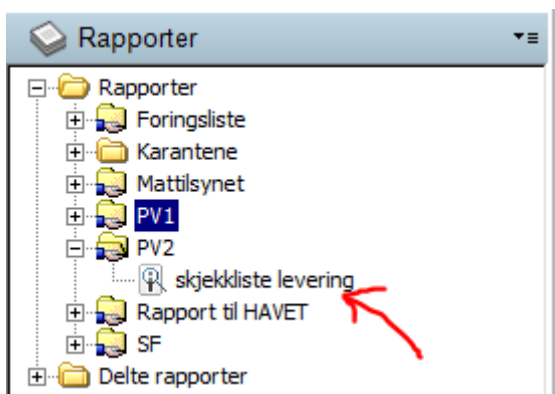 Rapporter
Rapporter
Foringsliste
Karantene
Mattilsynet
PV1
PV2
skjekkliste levering
Rapport til HAVET
SF
Delte rapporter